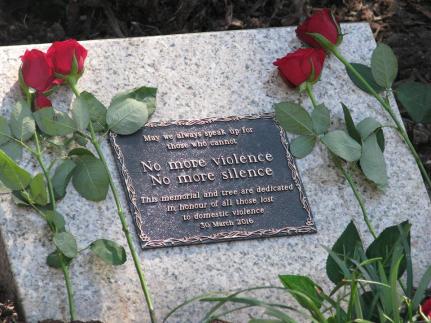 May we always speak up for
those who cannot
No more violence
No more silence
This memorial and tree are dedicated
in honour of all those lost
to domestic violence
30 March 2016